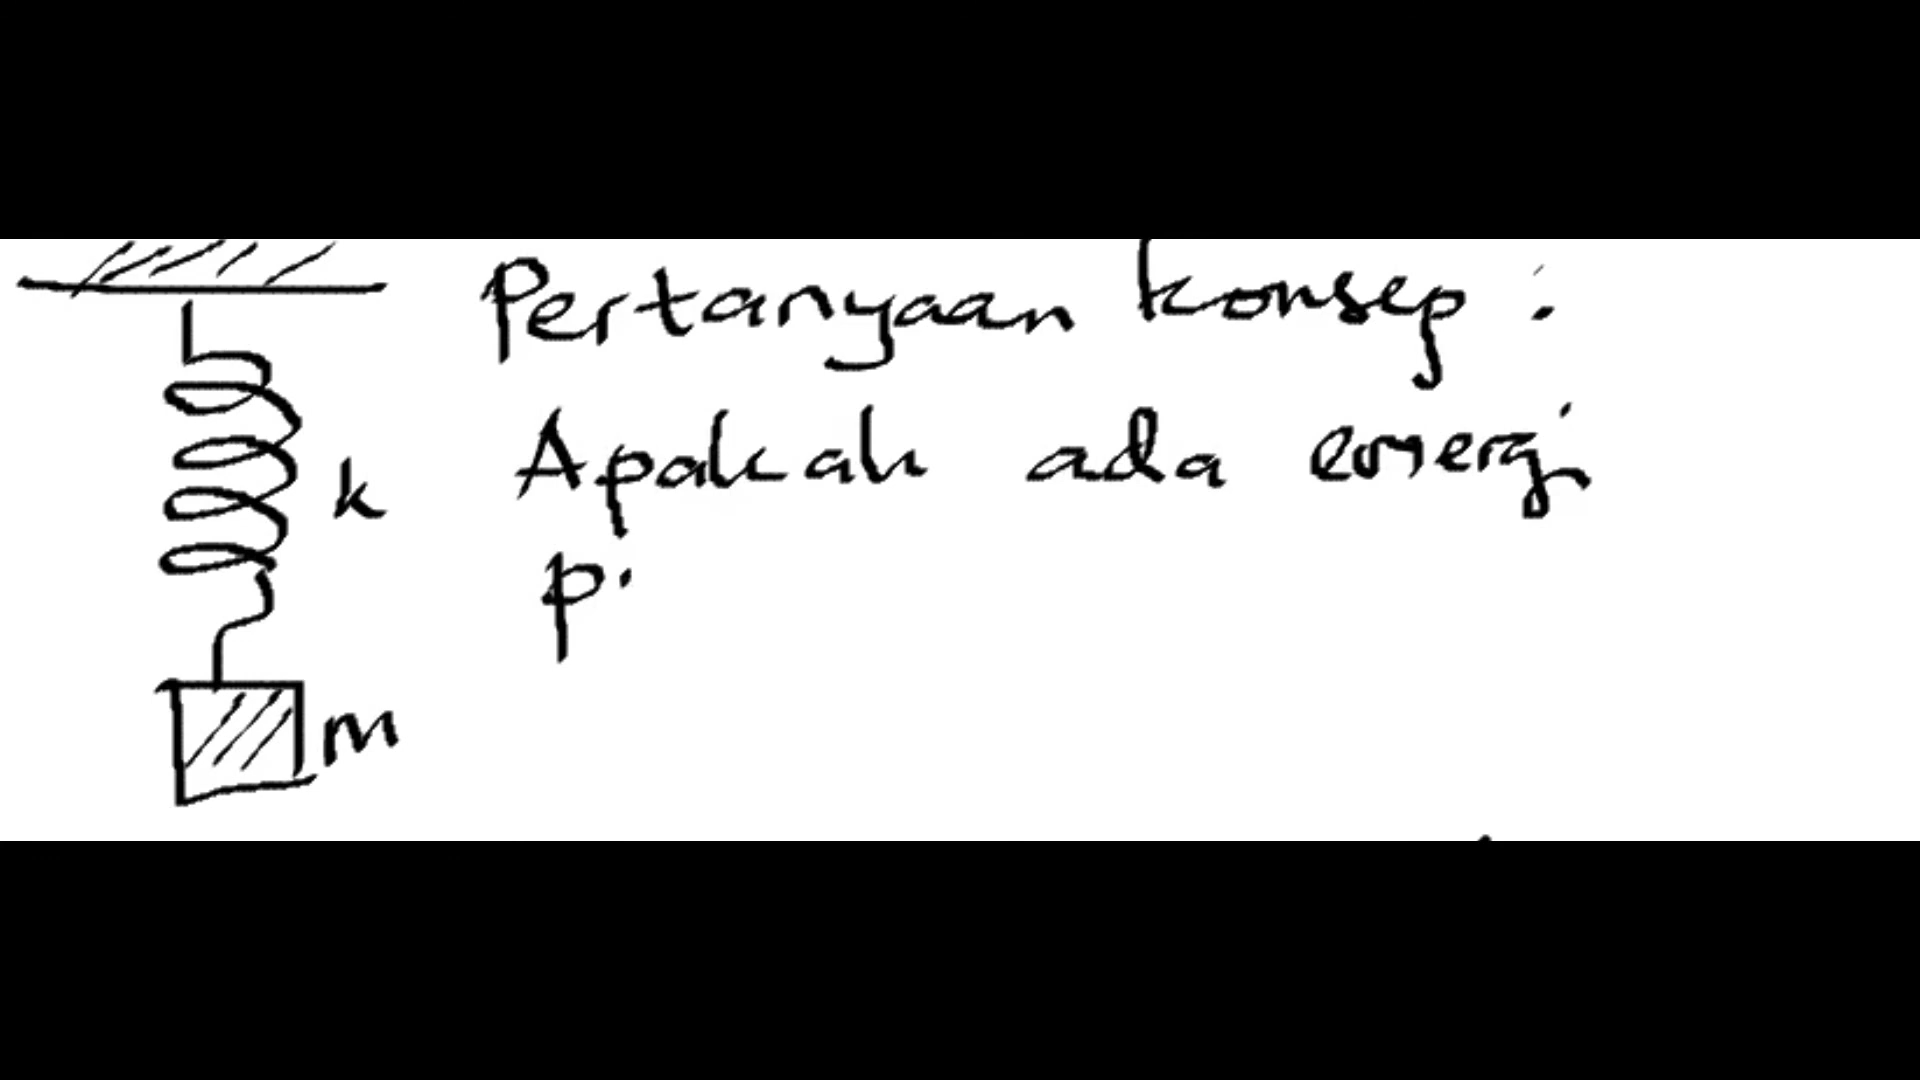 Pertanyaan konsep :
Apakah ada energi
k
m